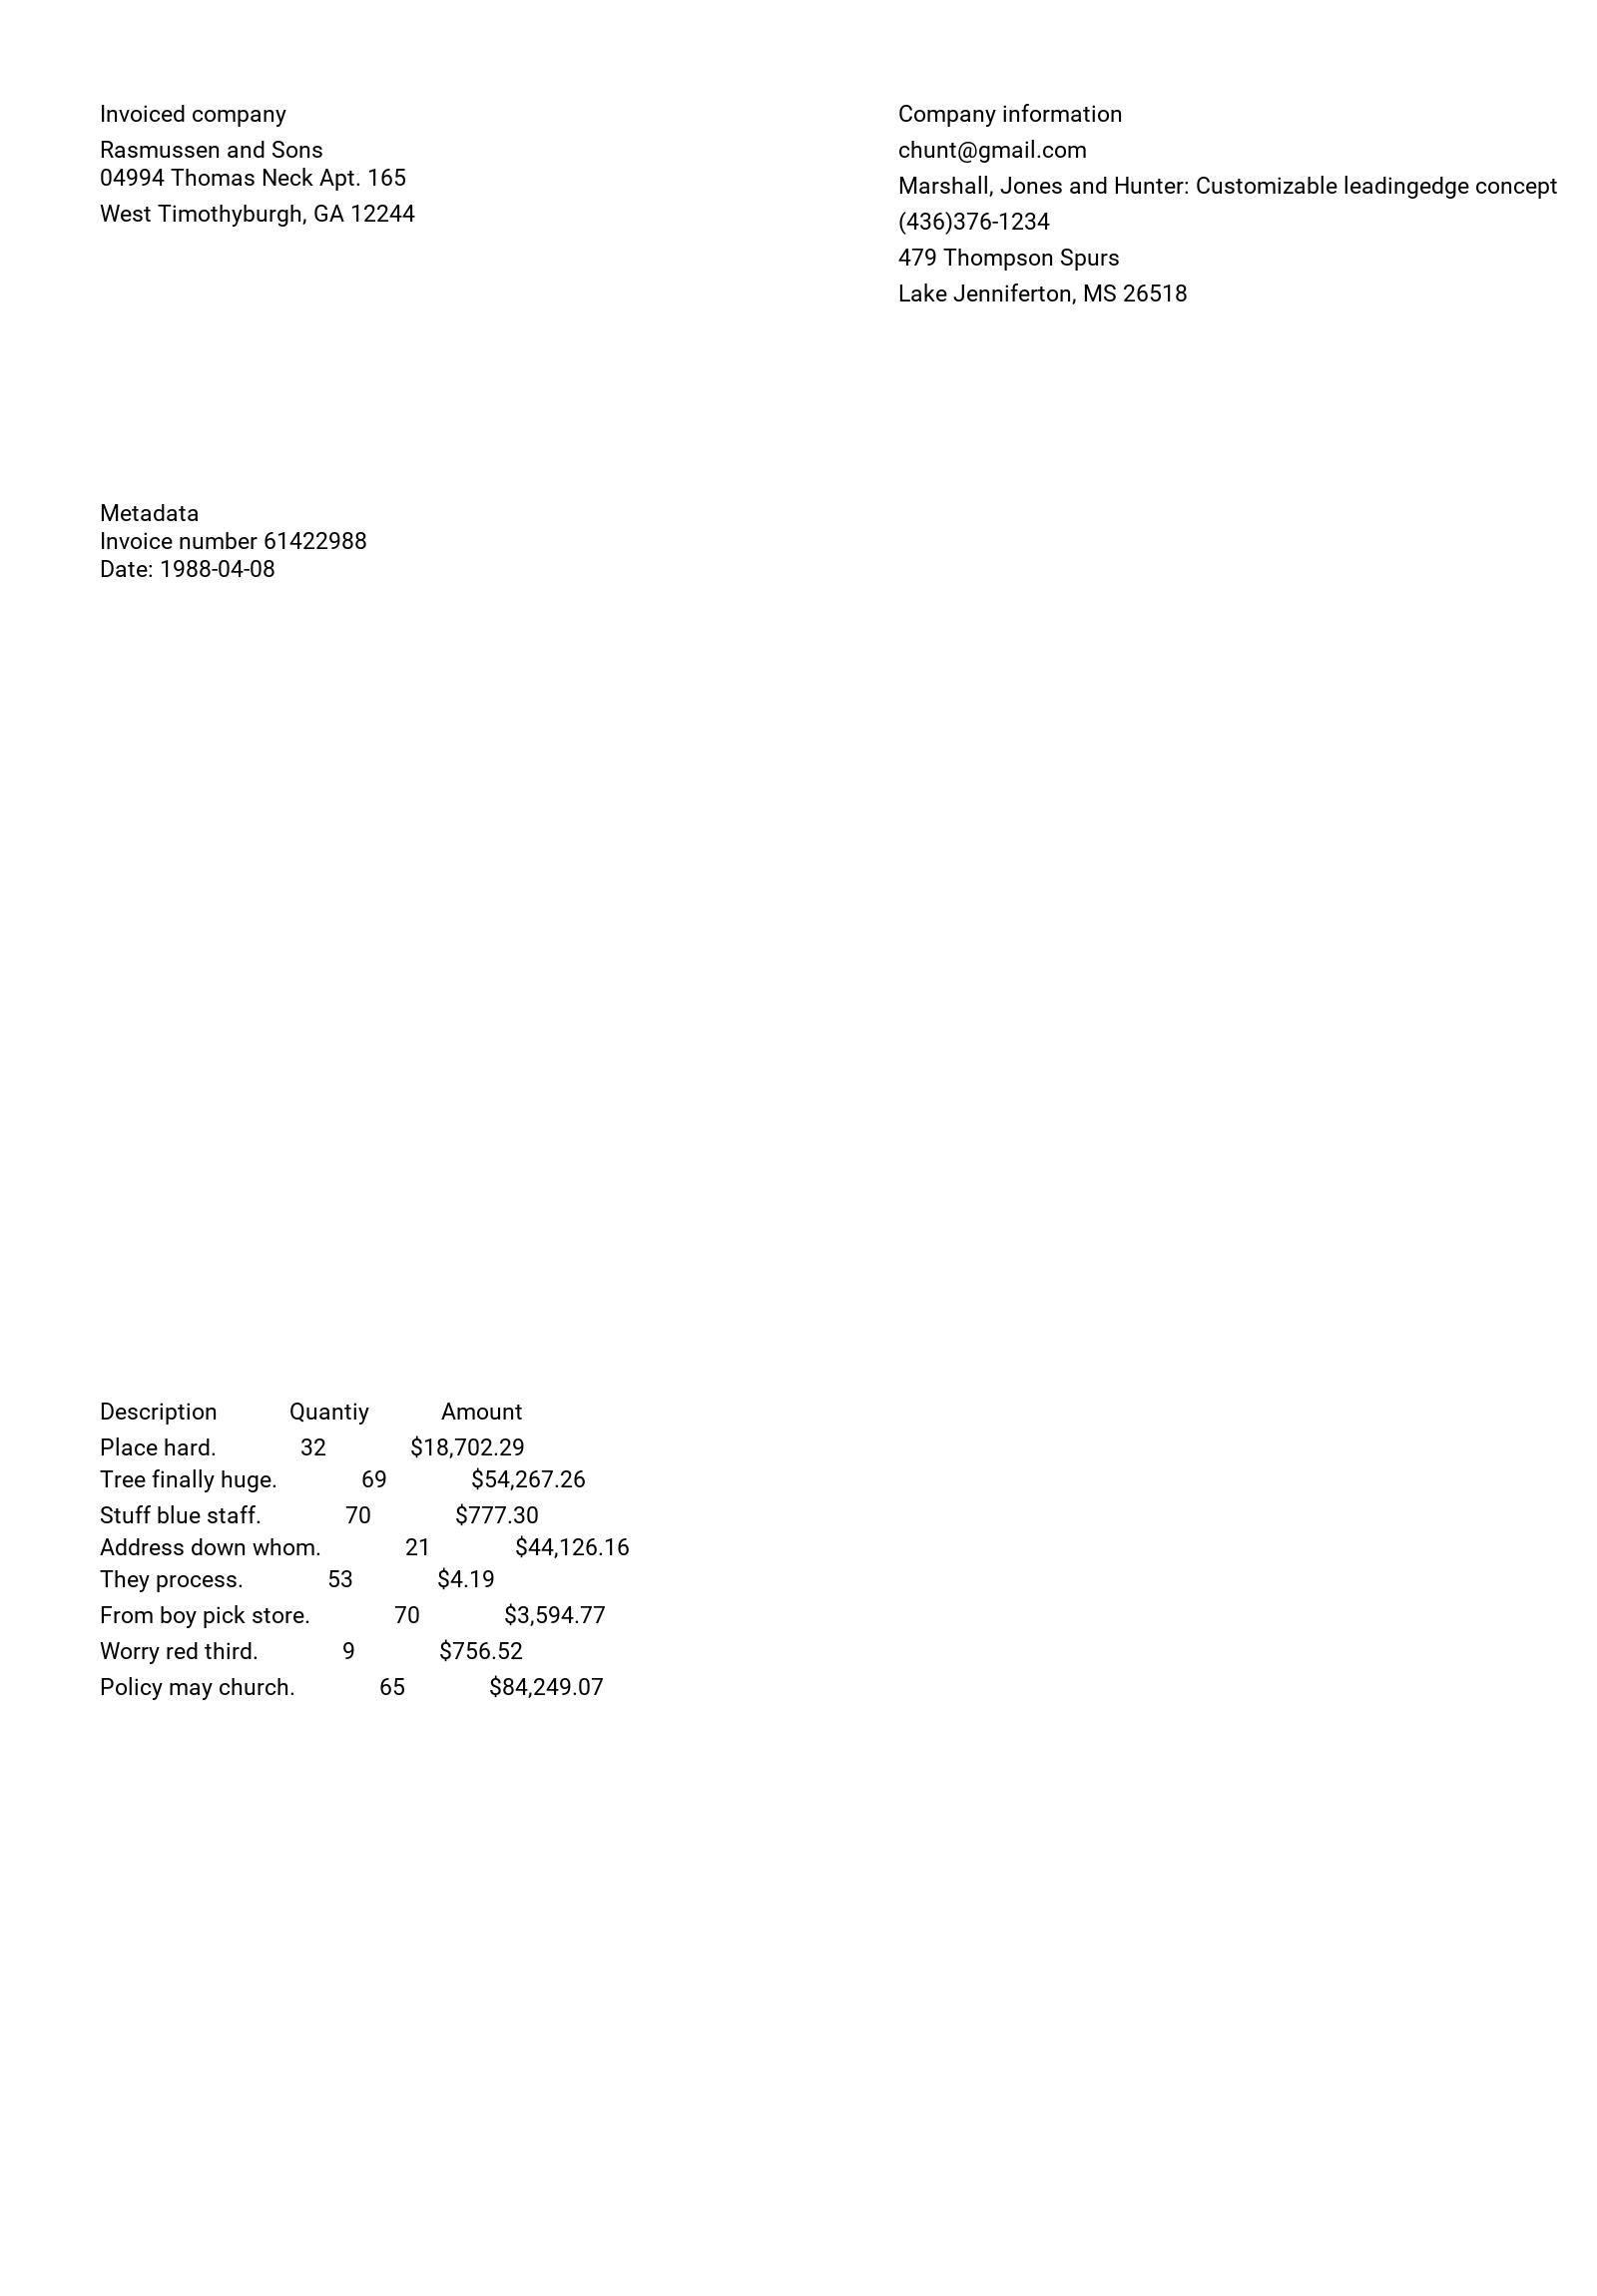 Invoiced company
Rasmussen and Sons
04994 Thomas Neck Apt. 165
West Timothyburgh, GA 12244
Company information
chunt@gmail.com
Marshall, Jones and Hunter: Customizable leadingedge concept
(436)376-1234
479 Thompson Spurs
Lake Jenniferton, MS 26518
Metadata
Invoice number 61422988
Date: 1988-04-08
Description Quantiy Amount
Place hard. 32 $18,702.29
Tree finally huge. 69 $54,267.26
Stuff blue staff. 70 $777.30
Address down whom. 21 $44,126.16
They process. 53 $4.19
From boy pick store. 70 $3,594.77
Worry red third. 9 $756.52
Policy may church. 65 $84,249.07